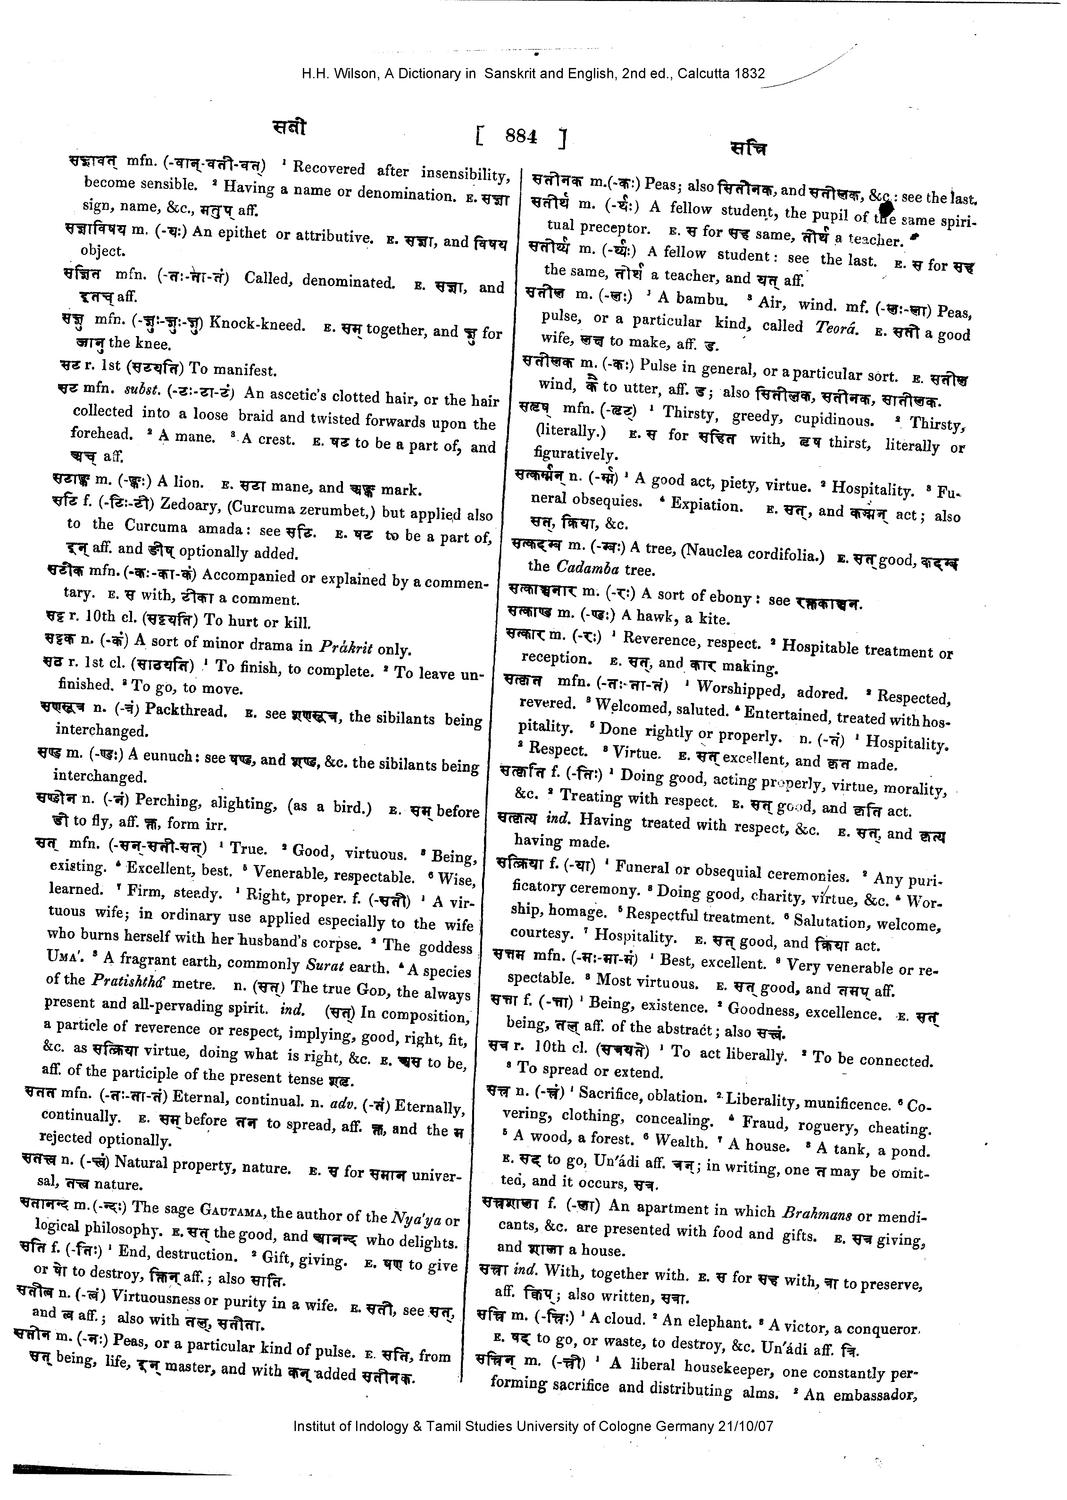 H.H. Wilson, A Dictionary in Sanskrit and English, 2nd ed., Calcutta 1832
सती
[ 884 ]
सत्त्रि
सञ्ज्ञावत् mfn. (-वान्-वती-वत्) ¹ Recovered after insensibility,
become sensible. ² Having a name or denomination. E. सञ्ज्ञा
sign, name, &c., मतुप् aff.
सञ्ज्ञाविषय m. (-यः) An epithet or attributive. E. सञ्ज्ञा, and विषय
object.
सञ्ज्ञित mfn. (-तः-ता-तं) Called, denominated. E. सञ्ज्ञा, and
इतच् aff.
संज्ञु mfn. (-ज्ञुः-ज्ञुः-ज्ञु) Knock-kneed. E. सम् together, and ज्ञु for
जानु the knee.
सट r. 1st (सटयति) To manifest.
सट mfn. subst. (-टः-टा-टं) An ascetic's clotted hair, or the hair
collected into a loose braid and twisted forwards upon the
forehead. ² A mane. ³ A crest. E. षट to be a part of, and
अच् aff.
सटाङ्क m. (-ङ्कः) A lion. E. सटा mane, and अङ्क mark.
सटि f. (-टिः-टी) Zedoary, (Curcuma zerumbet,) but applied also
to the Curcuma amada: see सटि. E. षट to be a part of,
इन् aff. and ङीष् optionally added.
सटीक mfn. (-कः-का-कं) Accompanied or explained by a commen-
tary. E. स with, टीका a comment.
सट्ट r. 10th cl. (सट्टयति) To hurt or kill.
सट्टक n. (-कं) A sort of minor drama in Prákrit only.
सठ r. 1st cl. (साठयति) ¹ To finish, to complete. ² To leave un-
finished. ³ To go, to move.
सणसूत्र n. (-त्रं) Packthread. E. see शणसूत्र, the sibilants being
interchanged.
सण्ड m. (-ण्डः) A eunuch: see षण्ड, and शण्ड, &c. the sibilants being
interchanged.
सण्डीन n. (-नं) Perching, alighting, (as a bird.) E. सम् before
डी to fly, aff. क्त, form irr.
सत् mfn. (-सन्-सती-सत्) ¹ True. ² Good, virtuous. ³ Being,
existing. ⁴ Excellent, best. ⁵ Venerable, respectable. ⁶ Wise,
learned. ⁷ Firm, steady. ¹ Right, proper. f. (-सती) ¹ A vir-
tuous wife; in ordinary use applied especially to the wife
who burns herself with her husband's corpse. ² The goddess
UMA'. ³ A fragrant earth, commonly Surat earth. ⁴ A species
of the Pratishthá metre. n. (सत्) The true GOD, the always
present and all-pervading spirit. ind. (सत्) In composition,
a particle of reverence or respect, implying, good, right, fit,
&c. as सत्क्रिया virtue, doing what is right, &c. E. अस to be,
aff. of the participle of the present tense शतृ.
सतत mfn. (-तः-ता-तं) Eternal, continual. n. adv. (-तं) Eternally,
continually. E. सम् before तन to spread, aff. क्त, and the म
rejected optionally.
सतत्त्व n. (-त्त्वं) Natural property, nature. E. स for समान univer-
sal, तत्त्व nature.
सतानन्द m. (-न्दः) The sage GAUTAMA, the author of the Nya'ya or
logical philosophy. E. सत् the good, and आनन्द who delights.
सति f. (-तिः) ¹ End, destruction. ² Gift, giving. E. षण to give
or षो to destroy, क्तिन् aff.; also साति.
सतीत्व n. (-त्वं) Virtuousness or purity in a wife. E. सती, see सत्,
and त्व aff.; also with तल्, सतीता.
सतीन m. (-नः) Peas, or a particular kind of pulse. E. सति, from
सत् being, life, इन् master, and with कन् added सतीनक.
सतीनक m. (-कः) Peas; also सितीनक, and सतीलक, &c.: see the last.
सतीर्थ m. (-र्थः) A fellow student, the pupil of the same spiri-
tual preceptor. E. स for सह same, तीर्थ a teacher.
सतीर्थ्य m. (-र्थ्यः) A fellow student: see the last. E. स for सह
the same, तीर्थ a teacher, and यत् aff.
सतील m. (-लः) ¹ A bambu. ² Air, wind. mf. (-लः-ला) Peas,
pulse, or a particular kind, called Teorá. E. सती a good
wife, लच to make, aff. ड.
सतीलक m. (-कः) Pulse in general, or a particular sort. E. सतील
wind, कै to utter, aff. ड; also सितीलक, सतीनक, सातीलक.
सतृष् mfn. (-तृट्) ¹ Thirsty, greedy, cupidinous. ² Thirsty,
(literally.) E. स for सहित with, तृष thirst, literally or
figuratively.
सत्कर्म्मन् n. (-र्म्म) ¹ A good act, piety, virtue. ² Hospitality. ³ Fu-
neral obsequies. ⁴ Expiation. E. सत्, and कर्म्मन् act; also
सत्, क्रिया, &c.
सत्कदम्ब m. (-म्बः) A tree, (Nauclea cordifolia.) E. सत् good, कदम्ब
the Cadamba tree.
सत्काञ्चनार m. (-रः) A sort of ebony: see रक्तकाञ्चन.
सत्काण्ड m. (-ण्डः) A hawk, a kite.
सत्कार m. (-रः) ¹ Reverence, respect. ² Hospitable treatment or
reception. E. सत्, and कार making.
सत्कृत mfn. (-तः-ता-तं) ¹ Worshipped, adored. ² Respected,
revered. ³ Welcomed, saluted. ⁴ Entertained, treated with hos-
pitality. ⁵ Done rightly or properly. n. (-तं) ¹ Hospitality.
² Respect. ³ Virtue. E. सत् excellent, and कृत made.
सत्कृति f. (-तिः) ¹ Doing good, acting properly, virtue, morality,
&c. ² Treating with respect. E. सत् good, and कृति act.
सत्कृत्य ind. Having treated with respect, &c. E. सत्, and कृत्य
having made.
सत्क्रिया f. (-या) ¹ Funeral or obsequial ceremonies. ² Any puri-
ficatory ceremony. ³ Doing good, charity, virtue, &c. ⁴ Wor-
ship, homage. ⁵ Respectful treatment. ⁶ Salutation, welcome,
courtesy. ⁷ Hospitality. E. सत् good, and क्रिया act.
सत्तम mfn. (-मः-मा-मं) ¹ Best, excellent. ² Very venerable or re-
spectable. ³ Most virtuous. E. सत् good, and तमप् aff.
सत्ता f. (-त्ता) ¹ Being, existence. ² Goodness, excellence. E. सत्
being, तल् aff. of the abstract; also सत्त्वं.
सत्र r. 10th cl. (सत्रयते) ¹ To act liberally. ² To be connected.
³ To spread or extend.
सत्त्र n. (-त्त्रं) ¹ Sacrifice, oblation. ² Liberality, munificence. ³ Co-
vering, clothing, concealing. ⁴ Fraud, roguery, cheating.
⁵ A wood, a forest. ⁶ Wealth. ⁷ A house. ⁸ A tank, a pond.
E. सद् to go, Un'ádi aff. त्रन्; in writing, one त may be omit-
ted, and it occurs, सत्र.
सत्त्रशाला f. (-ला) An apartment in which Brahmans or mendi-
cants, &c. are presented with food and gifts. E. सत्र giving,
and शाला a house.
सत्त्रा ind. With, together with. E. स for सह with, त्रा to preserve,
aff. क्विप्; also written, सत्रा.
सत्त्रि m. (-त्त्रिः) ¹ A cloud. ² An elephant. ³ A victor, a conqueror.
E. षद् to go, or waste, to destroy, &c. Un'ádi aff. त्रि.
सत्त्रिन् m. (-त्त्री) ¹ A liberal housekeeper, one constantly per-
forming sacrifice and distributing alms. ² An embassador,
Institut of Indology & Tamil Studies University of Cologne Germany 21/10/07